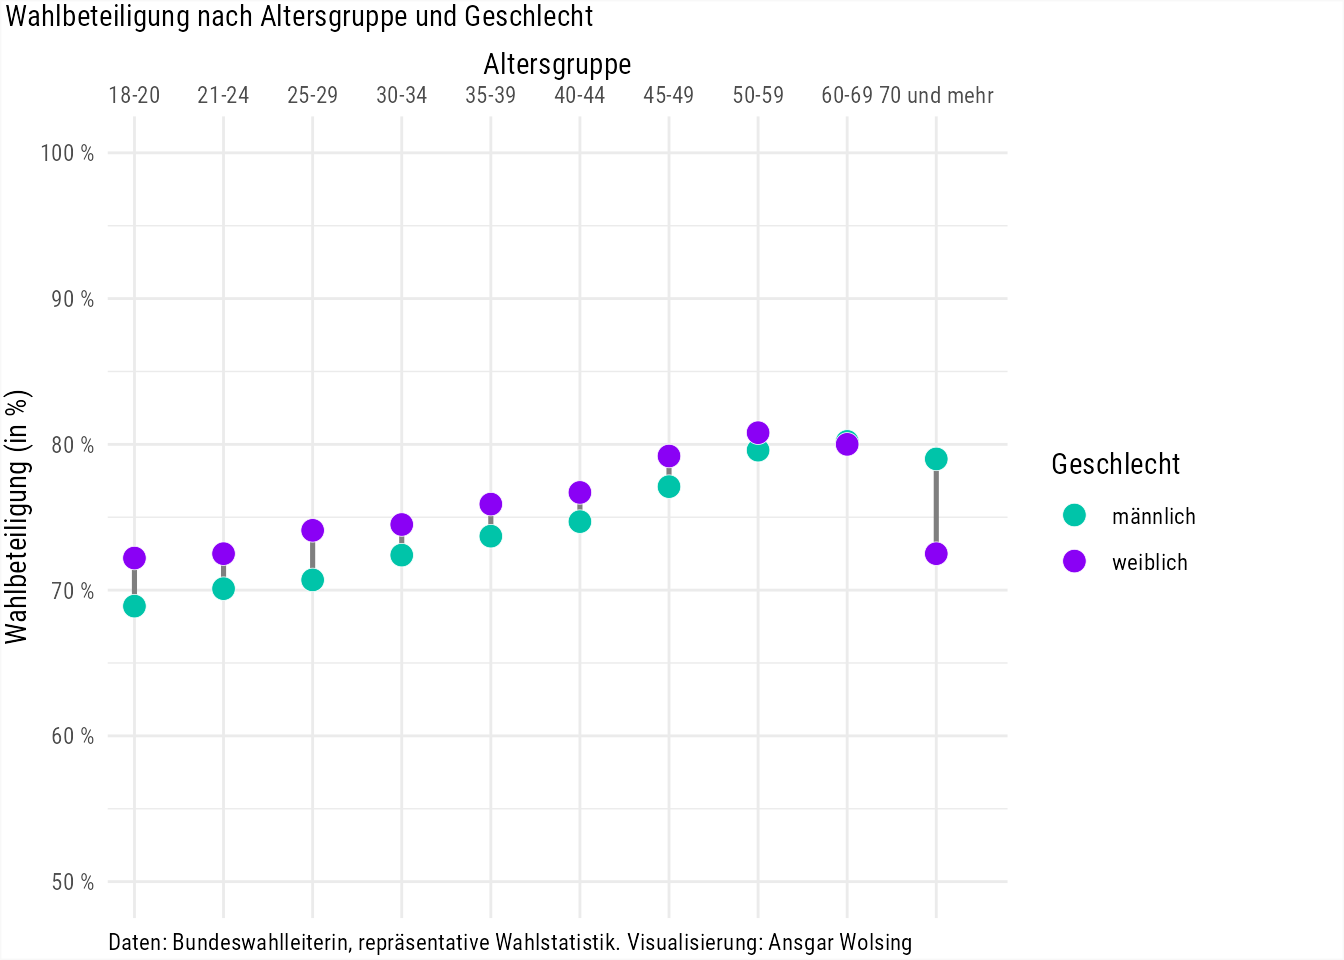 Wahlbeteiligung nach Altersgruppe und Geschlecht
Altersgruppe
18-20 21-24 25-29 30-34 35-39 40-44 45-49 50-59 60-69 70 und mehr
100 %
90 %
80 %
70 %
60 %
50 %
Wahlbeteiligung (in %)
Geschlecht
männlich
weiblich
Daten: Bundeswahlleiterin, repräsentative Wahlstatistik. Visualisierung: Ansgar Wolsing